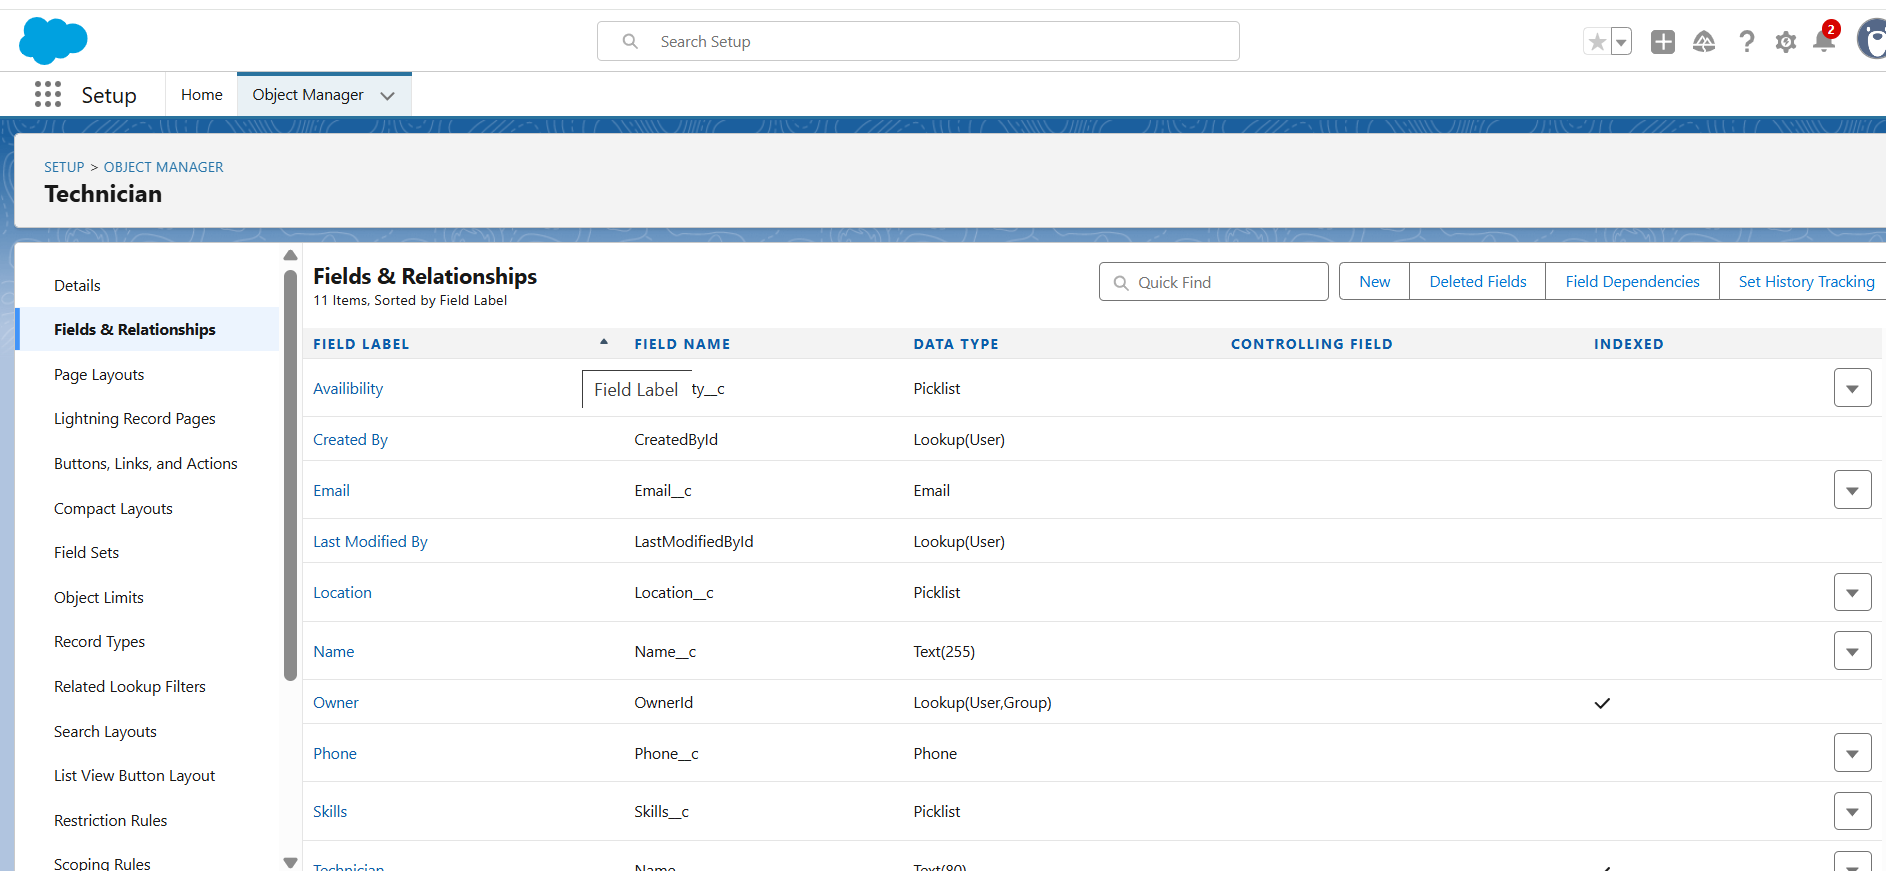 Search Setup
2
Setup
Home
Object Manager
SETUP > OBJECT MANAGER
Technician
Details
Fields & Relationships
Page Layouts
Lightning Record Pages
Buttons, Links, and Actions
Compact Layouts
Field Sets
Object Limits
Record Types
Related Lookup Filters
Search Layouts
List View Button Layout
Restriction Rules
Scoping Rules
Fields & Relationships
11 Items, Sorted by Field Label
Quick Find
New
Deleted Fields
Field Dependencies
Set History Tracking
FIELD LABEL FIELD NAME DATA TYPE CONTROLLING FIELD INDEXED
Availibility Field Label ty__c Picklist
Created By CreatedById Lookup(User)
Email Email__c Email
Last Modified By LastModifiedById Lookup(User)
Location Location__c Picklist
Name Name__c Text(255)
Owner OwnerId Lookup(User,Group)
Phone Phone__c Phone
Skills Skills__c Picklist
Technician Name Text(80)